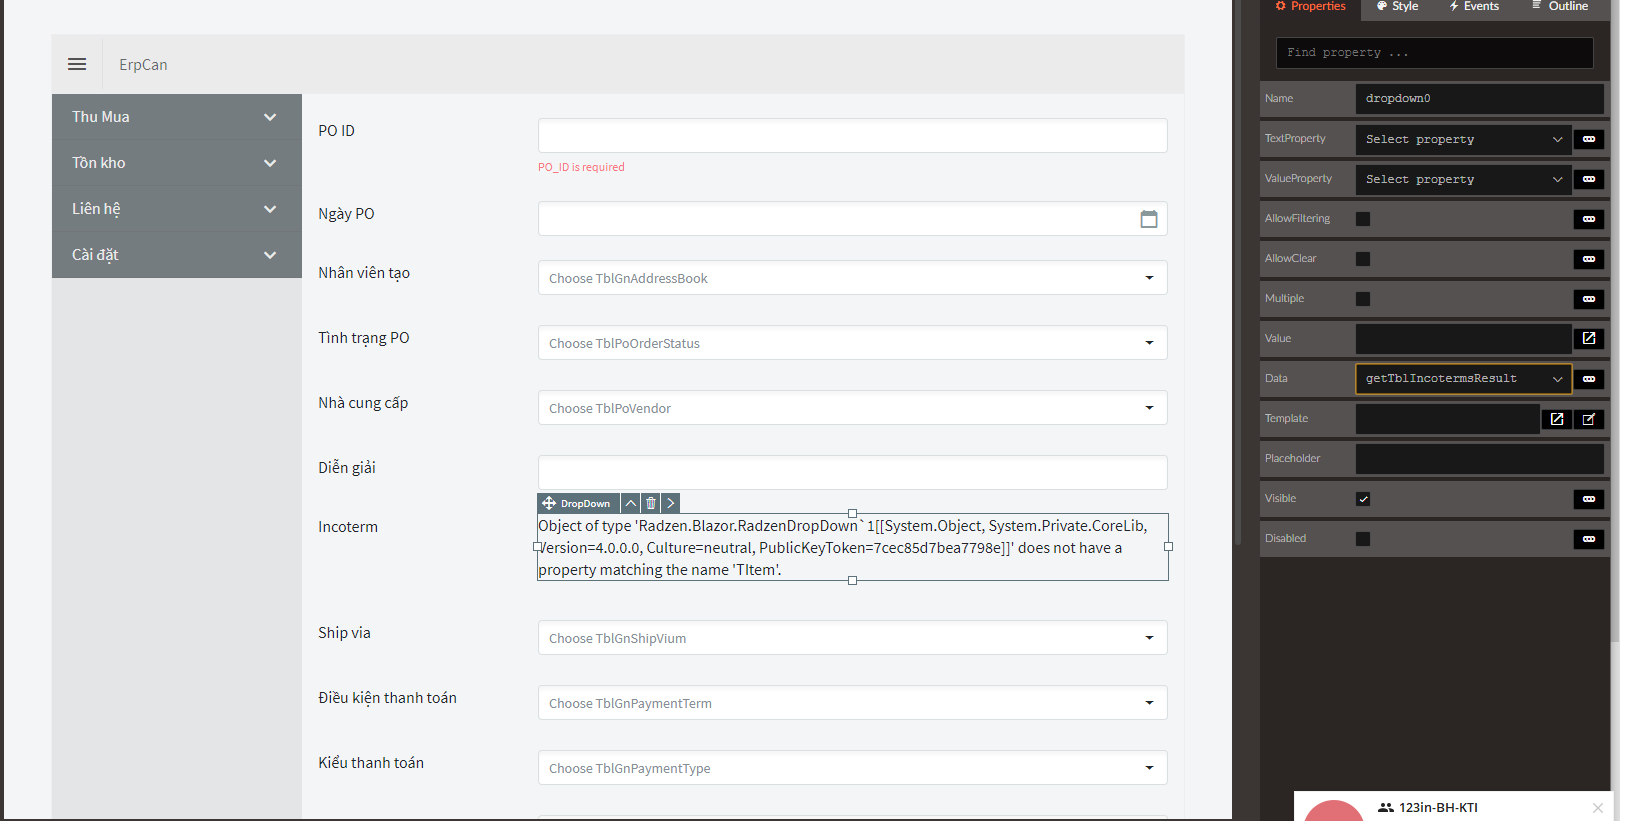 Properties
Style
Events
Outline
Find property ...
ErpCan
Thu Mua
Tồn kho
Liên hệ
Cài đặt
PO ID
PO_ID is required
Ngày PO
Nhân viên tạo
Choose TblGnAddressBook
Tình trạng PO
Choose TblPoOrderStatus
Nhà cung cấp
Choose TblPoVendor
Diễn giải
DropDown
Incoterm
Object of type 'Radzen.Blazor.RadzenDropDown`1[[System.Object, System.Private.CoreLib,
Version=4.0.0.0, Culture=neutral, PublicKeyToken=7cec85d7bea7798e]]' does not have a
property matching the name 'TItem'.
Ship via
Choose TblGnShipVium
Điều kiện thanh toán
Choose TblGnPaymentTerm
Kiểu thanh toán
Choose TblGnPaymentType
Name
dropdown0
TextProperty
Select property
ValueProperty
Select property
AllowFiltering
AllowClear
Multiple
Value
Data
getTblIncotermsResult
Template
Placeholder
Visible
Disabled
123in-BH-KTI